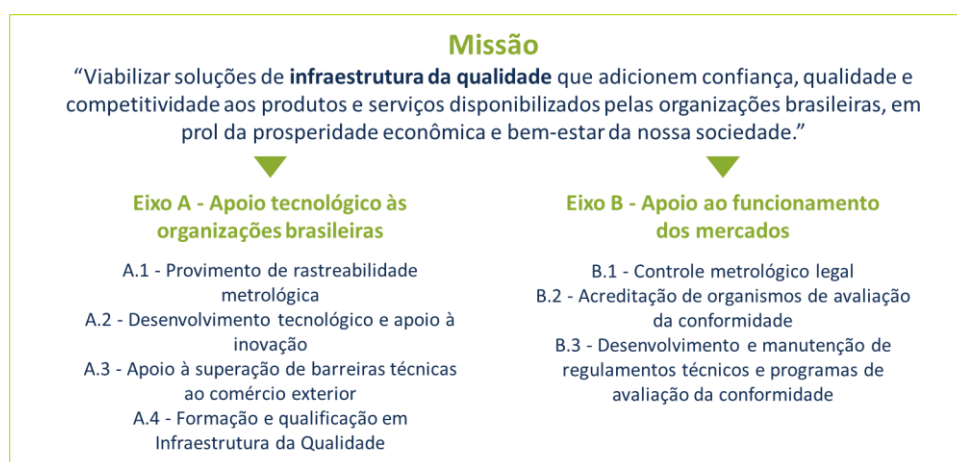 Missão
“Viabilizar soluções de infraestrutura da qualidade que adicionem confiança, qualidade e
competitividade aos produtos e serviços disponibilizados pelas organizações brasileiras, em
prol da prosperidade econômica e bem-estar da nossa sociedade.”
Eixo A - Apoio tecnológico às
organizações brasileiras
A.1 - Provimento de rastreabilidade
metrológica
A.2 - Desenvolvimento tecnológico e apoio à
inovação
A.3 - Apoio à superação de barreiras técnicas
ao comércio exterior
A.4 - Formação e qualificação em
Infraestrutura da Qualidade
Eixo B - Apoio ao funcionamento
dos mercados
B.1 - Controle metrológico legal
B.2 - Acreditação de organismos de avaliação
da conformidade
B.3 - Desenvolvimento e manutenção de
regulamentos técnicos e programas de
avaliação da conformidade